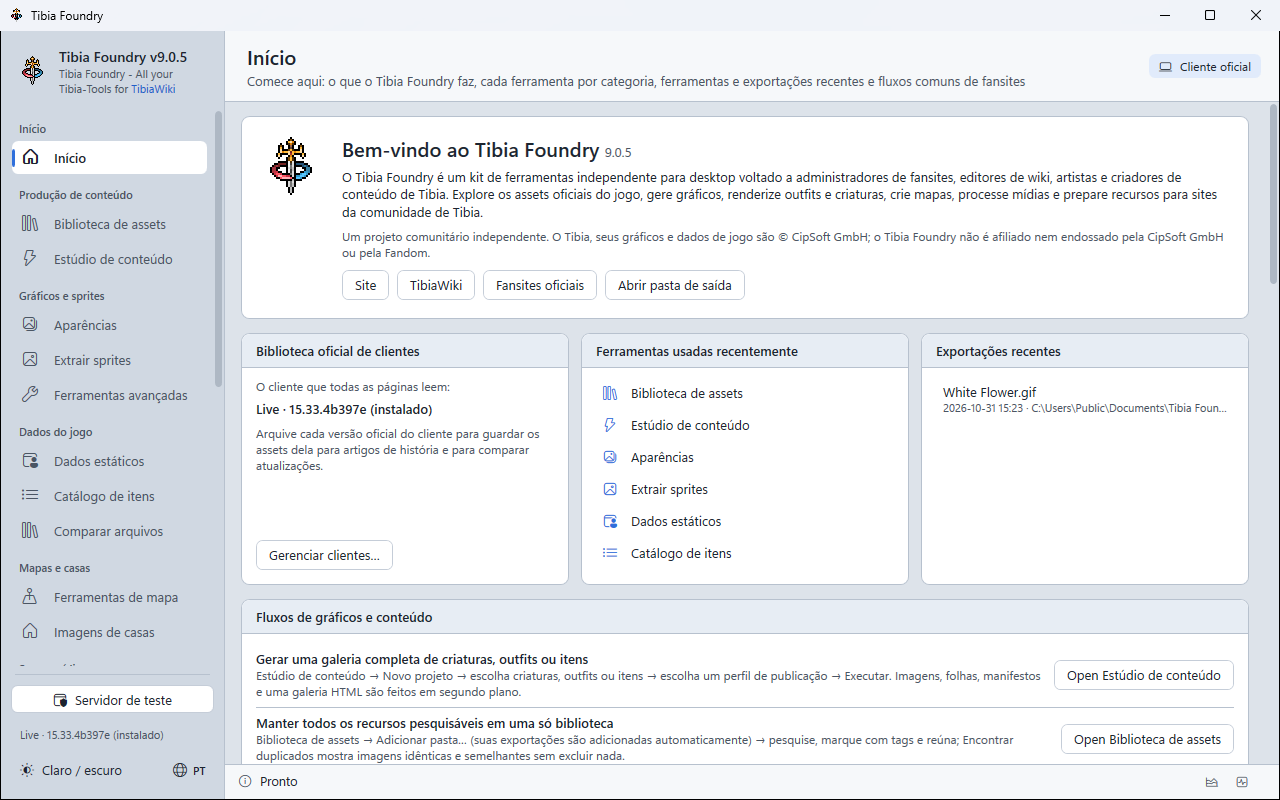 Tibia Foundry
Tibia Foundry v9.0.5
Tibia Foundry - All your
Tibia-Tools for TibiaWiki
Início
Início
Produção de conteúdo
Biblioteca de assets
Estúdio de conteúdo
Gráficos e sprites
Aparências
Extrair sprites
Ferramentas avançadas
Dados do jogo
Dados estáticos
Catálogo de itens
Comparar arquivos
Mapas e casas
Ferramentas de mapa
Imagens de casas
Servidor de teste
Live · 15.33.4b397e (instalado)
Claro / escuro
PT
Início
Comece aqui: o que o Tibia Foundry faz, cada ferramenta por categoria, ferramentas e exportações recentes e fluxos comuns de fansites
Cliente oficial
Bem-vindo ao Tibia Foundry 9.0.5
O Tibia Foundry é um kit de ferramentas independente para desktop voltado a administradores de fansites, editores de wiki, artistas e criadores de
conteúdo de Tibia. Explore os assets oficiais do jogo, gere gráficos, renderize outfits e criaturas, crie mapas, processe mídias e prepare recursos para sites
da comunidade de Tibia.
Um projeto comunitário independente. O Tibia, seus gráficos e dados de jogo são © CipSoft GmbH; o Tibia Foundry não é afiliado nem endossado pela CipSoft GmbH
ou pela Fandom.
Site
TibiaWiki
Fansites oficiais
Abrir pasta de saída
Biblioteca oficial de clientes
O cliente que todas as páginas leem:
Live · 15.33.4b397e (instalado)
Arquive cada versão oficial do cliente para guardar os
assets dela para artigos de história e para comparar
atualizações.
Gerenciar clientes...
Ferramentas usadas recentemente
Biblioteca de assets
Estúdio de conteúdo
Aparências
Extrair sprites
Dados estáticos
Catálogo de itens
Exportações recentes
White Flower.gif
2026-10-31 15:23 · C:\Users\Public\Documents\Tibia Foun...
Fluxos de gráficos e conteúdo
Gerar uma galeria completa de criaturas, outfits ou itens
Estúdio de conteúdo → Novo projeto → escolha criaturas, outfits ou itens → escolha um perfil de publicação → Executar. Imagens, folhas, manifestos
e uma galeria HTML são feitos em segundo plano.
Open Estúdio de conteúdo
Manter todos os recursos pesquisáveis em uma só biblioteca
Biblioteca de assets → Adicionar pasta... (suas exportações são adicionadas automaticamente) → pesquise, marque com tags e reúna; Encontrar
duplicados mostra imagens idênticas e semelhantes sem excluir nada.
Open Biblioteca de assets
Pronto